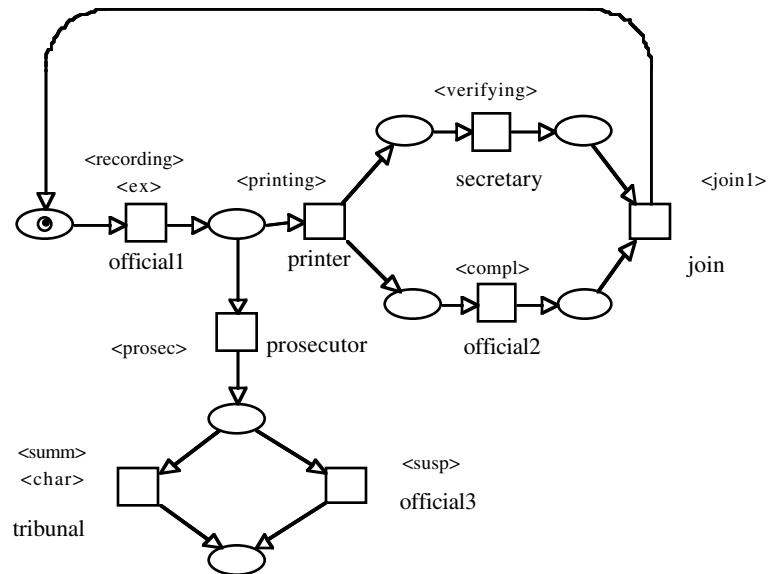 <verifying>
secretary
<recording>
<ex>
official1
<printing>
printer
<join1>
join
<compl>
official2
<prosec>
prosecutor
<summ>
<char>
tribunal
<susp>
official3